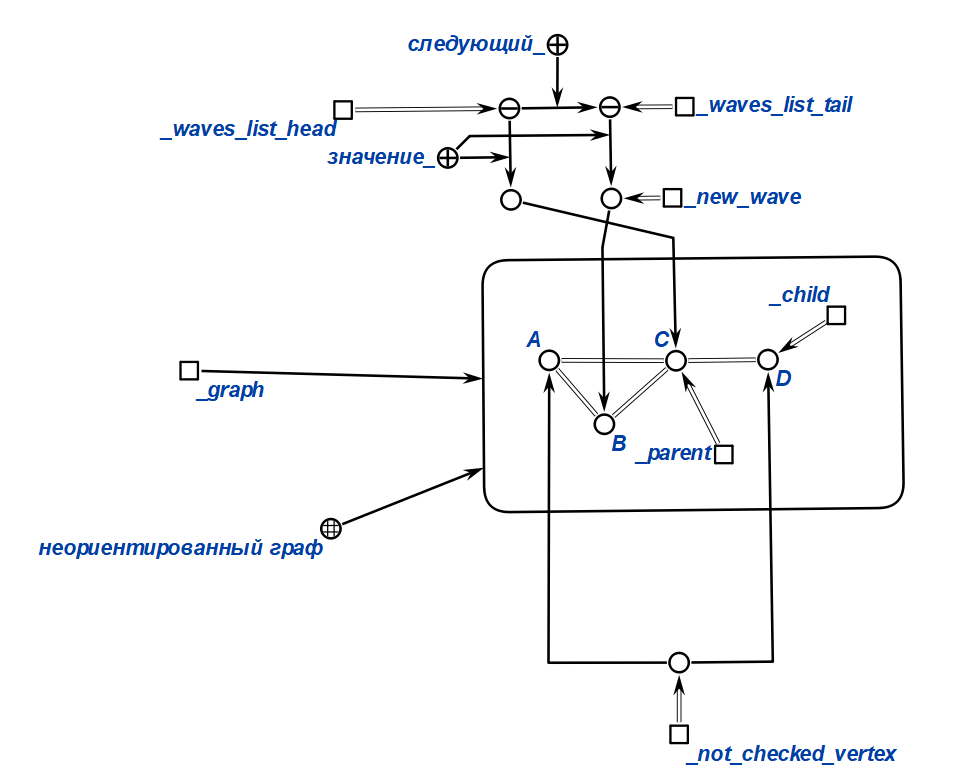 следующий_
_waves_list_head
_waves_list_tail
значение_
_new_wave
_child
A
C
D
_graph
B
_parent
неориентированный граф
_not_checked_vertex